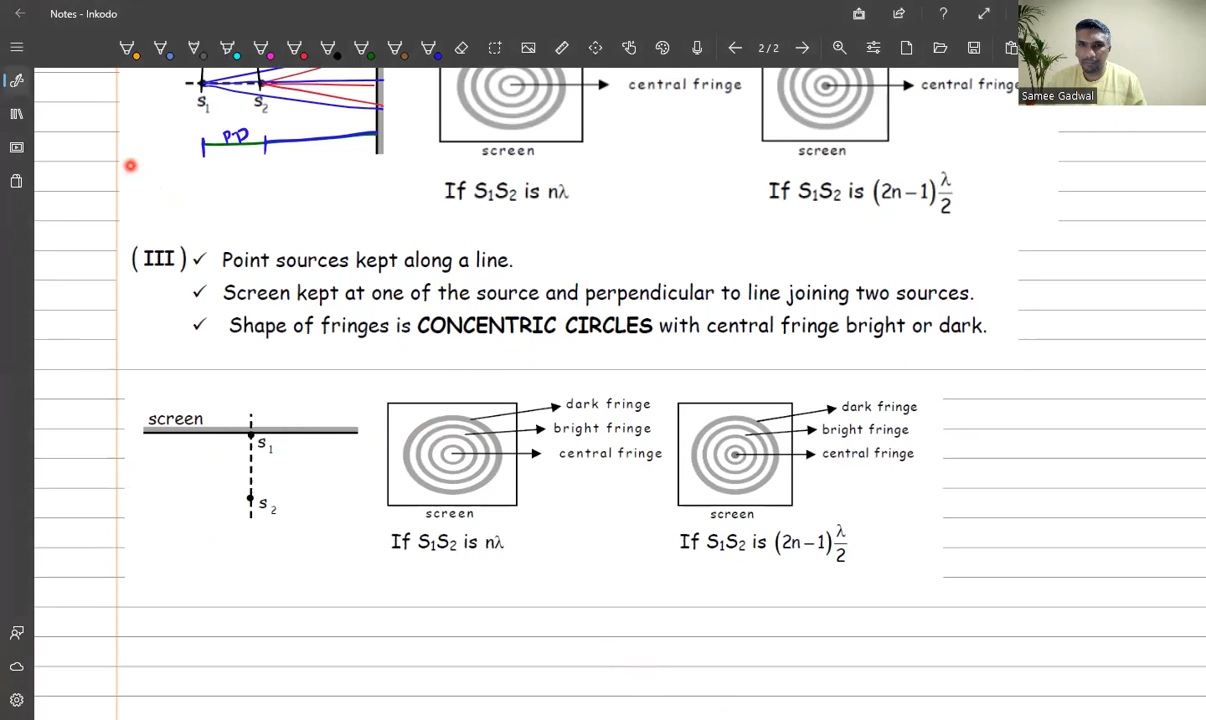 Notes - Inkodo
2/2
Samee Gadwal
S1 S2
P.D
central fringe
central fringe
screen
screen
If S₁S₂ is nλ
If S₁S₂ is (2n−1) λ/2
(III) ✓ Point sources kept along a line.
✓ Screen kept at one of the source and perpendicular to line joining two sources.
✓ Shape of fringes is CONCENTRIC CIRCLES with central fringe bright or dark.
screen
S1
S2
dark fringe
bright fringe
central fringe
screen
If S₁S₂ is nλ
dark fringe
bright fringe
central fringe
screen
If S₁S₂ is (2n−1) λ/2